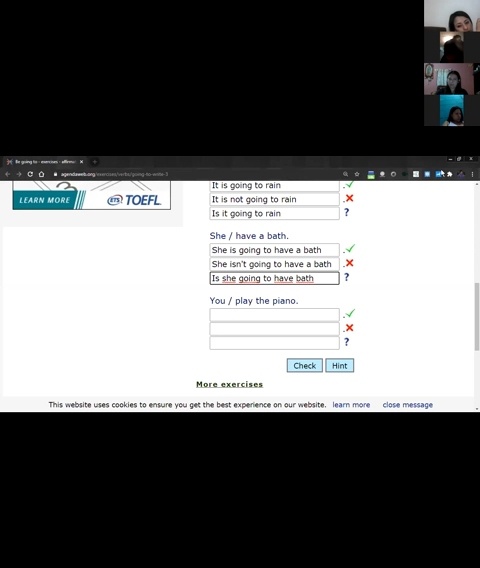 Be going to - exercises - affirm
agendaweb.org/exercises/verbs/going-to-write-1
LEARN MORE
ETS TOEFL
It is going to rain
It is not going to rain
Is it going to rain
She / have a bath.
She is going to have a bath
She isn't going to have a bath
Is she going to have bath
You / play the piano.
Check Hint
More exercises
This website uses cookies to ensure you get the best experience on our website. learn more close message